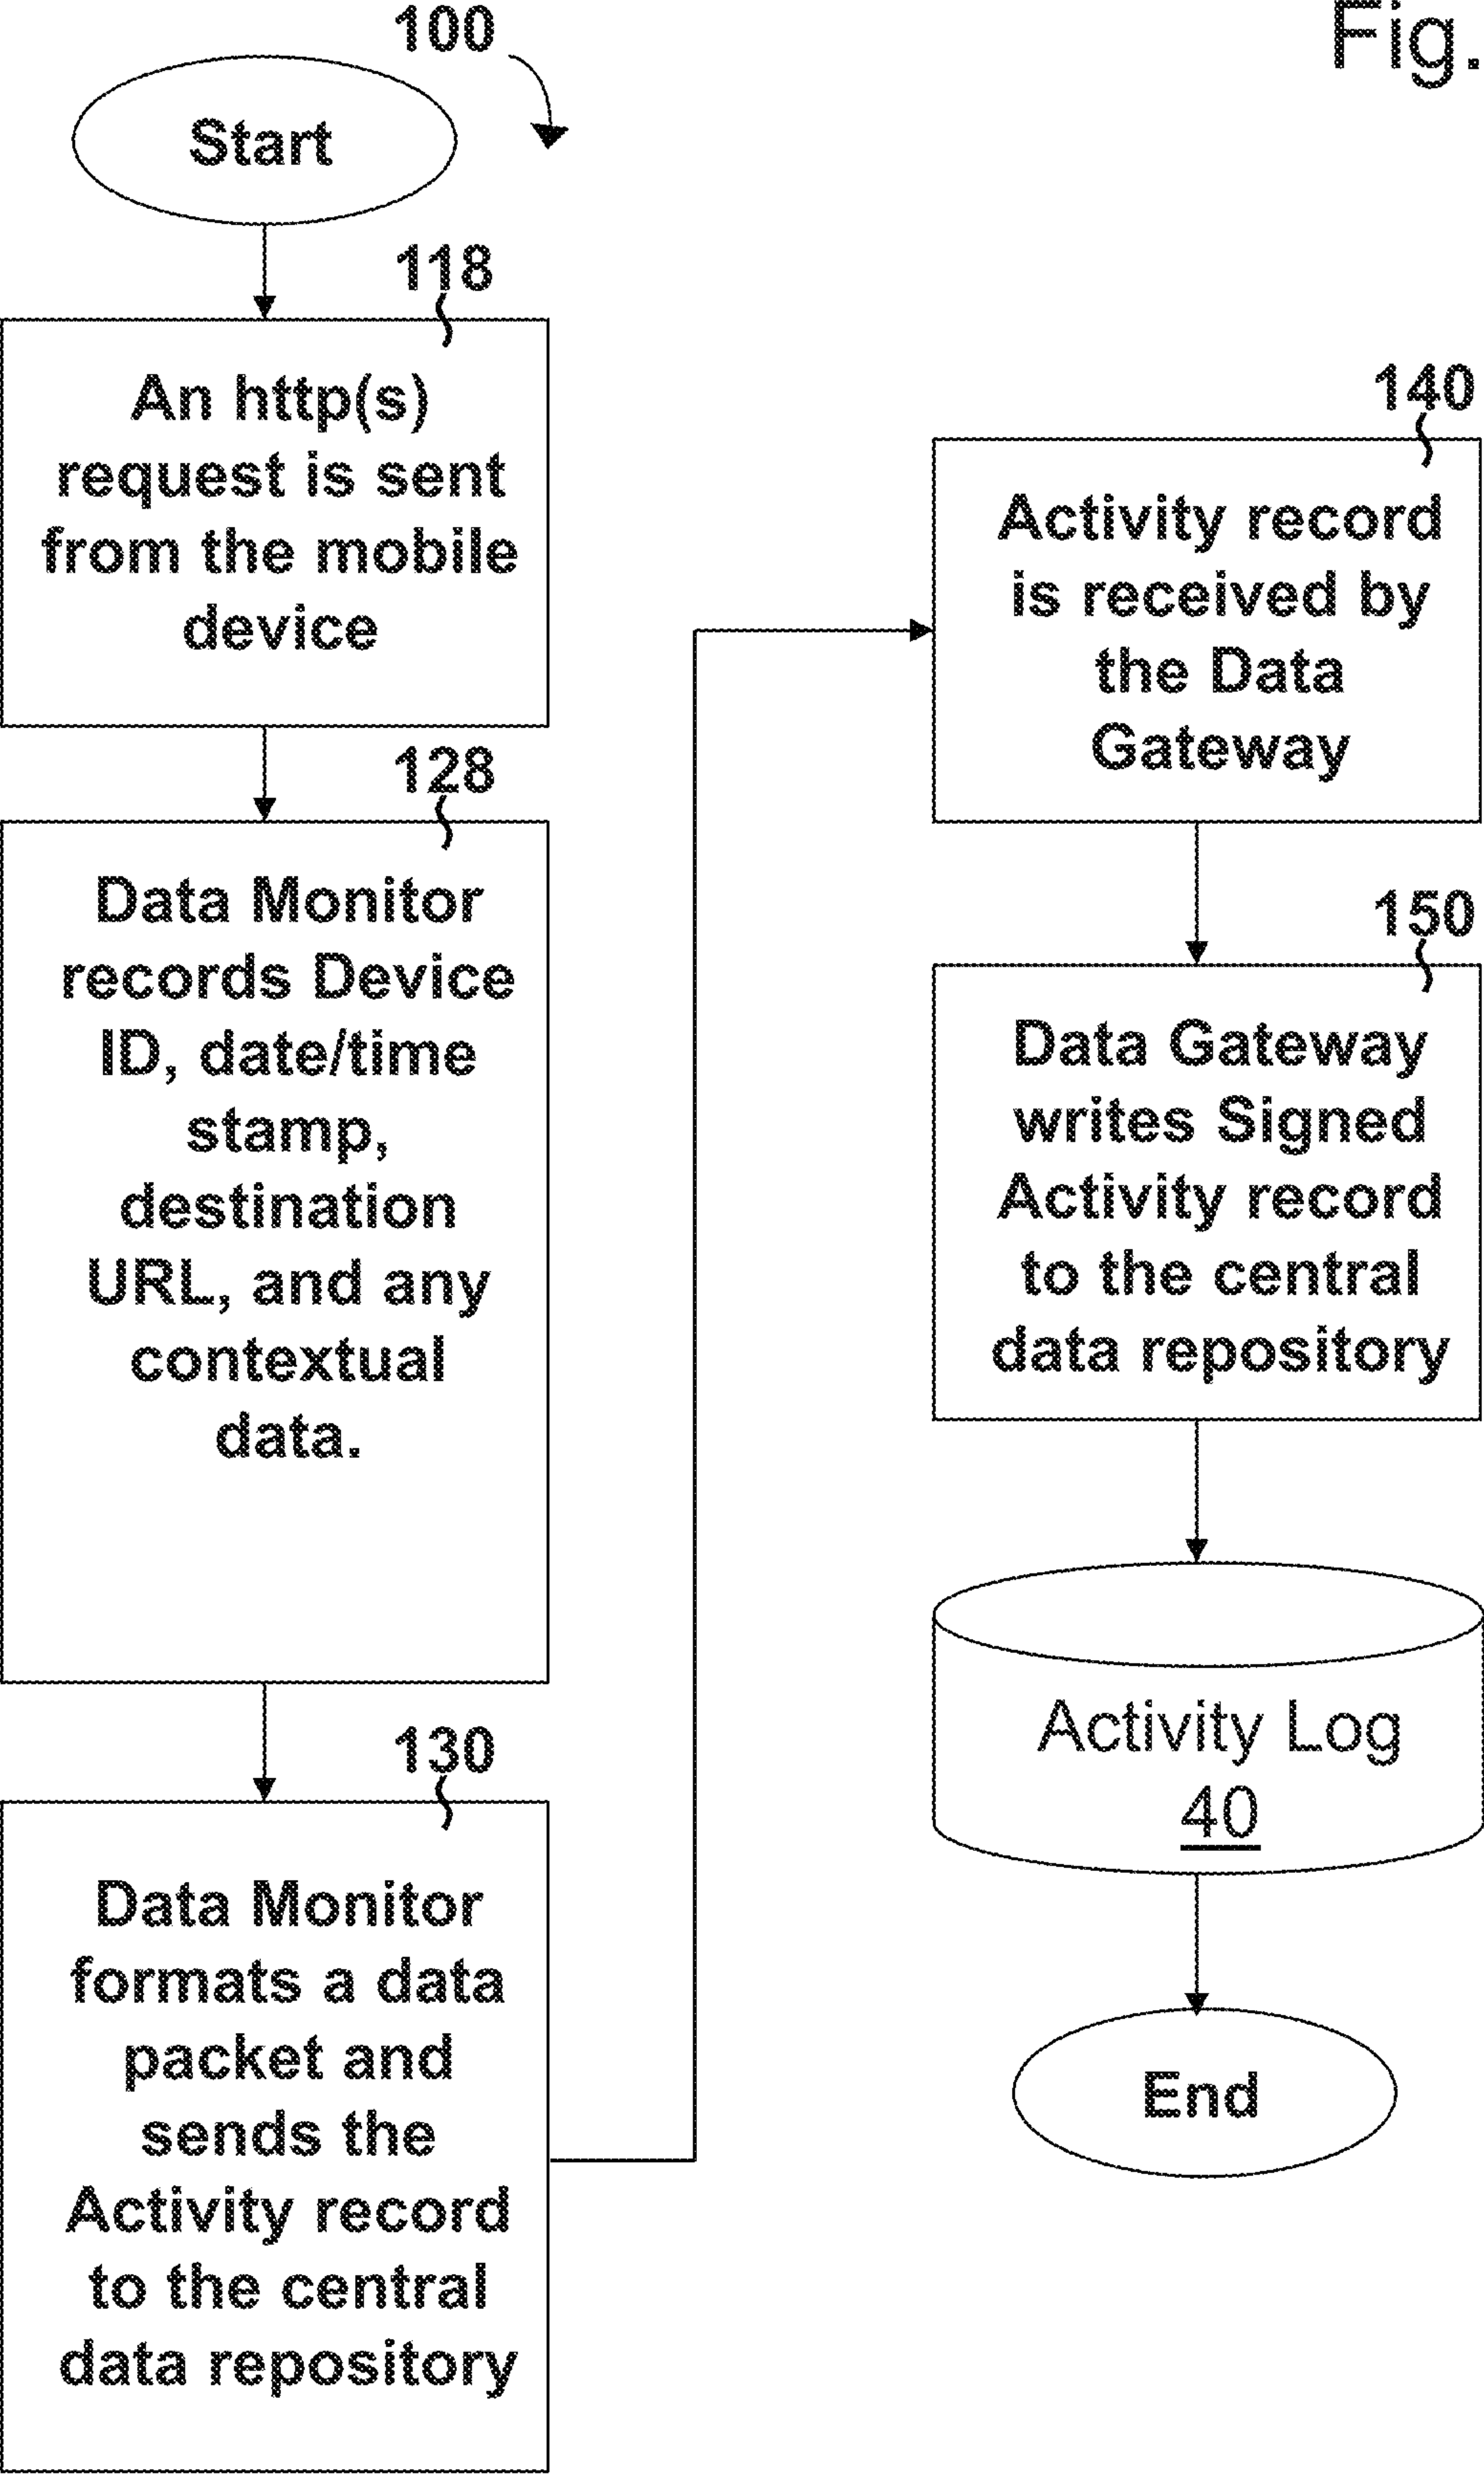 Fig.
100
Start
118
An http(s)
request is sent
from the mobile
device
128
Data Monitor
records Device
ID, date/time
stamp,
destination
URL, and any
contextual
data.
130
Data Monitor
formats a data
packet and
sends the
Activity record
to the central
data repository
140
Activity record
is received by
the Data
Gateway
150
Data Gateway
writes Signed
Activity record
to the central
data repository
Activity Log
40
End